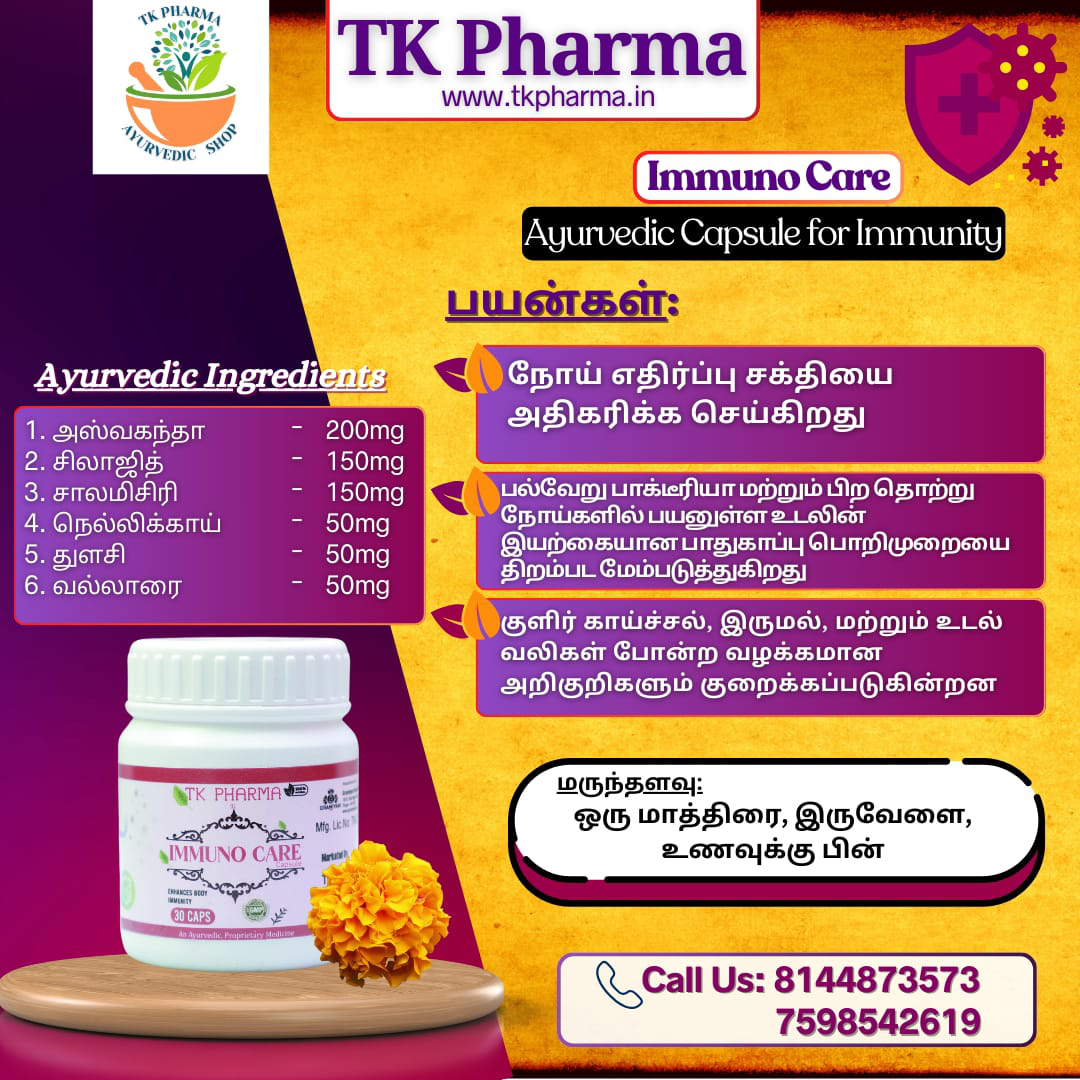 TK PHARMA
AYURVEDIC SHOP
TK Pharma
www.tkpharma.in
Immuno Care
Ayurvedic Capsule for Immunity
பயன்கள்:
நோய் எதிர்ப்பு சக்தியை
அதிகரிக்க செய்கிறது
பல்வேறு பாக்டீரியா மற்றும் பிற தொற்று
நோய்களில் பயனுள்ள உடலின்
இயற்கையான பாதுகாப்பு பொறிமுறையை
திறம்பட மேம்படுத்துகிறது
குளிர் காய்ச்சல், இருமல், மற்றும் உடல்
வலிகள் போன்ற வழக்கமான
அறிகுறிகளும் குறைக்கப்படுகின்றன
Ayurvedic Ingredients
1. அஸ்வகந்தா - 200mg
2. சிலாஜித் - 150mg
3. சாலமிசிரி - 150mg
4. நெல்லிக்காய் - 50mg
5. துளசி - 50mg
6. வல்லாரை - 50mg
TK PHARMA
Mfg. Lic No
IMMUNO CARE
Capsule
ENHANCES BODY
IMMUNITY
30 CAPS
GMP
An Ayurvedic Proprietary Medicine
மருந்தளவு:
ஒரு மாத்திரை, இருவேளை,
உணவுக்கு பின்
Call Us: 8144873573
7598542619